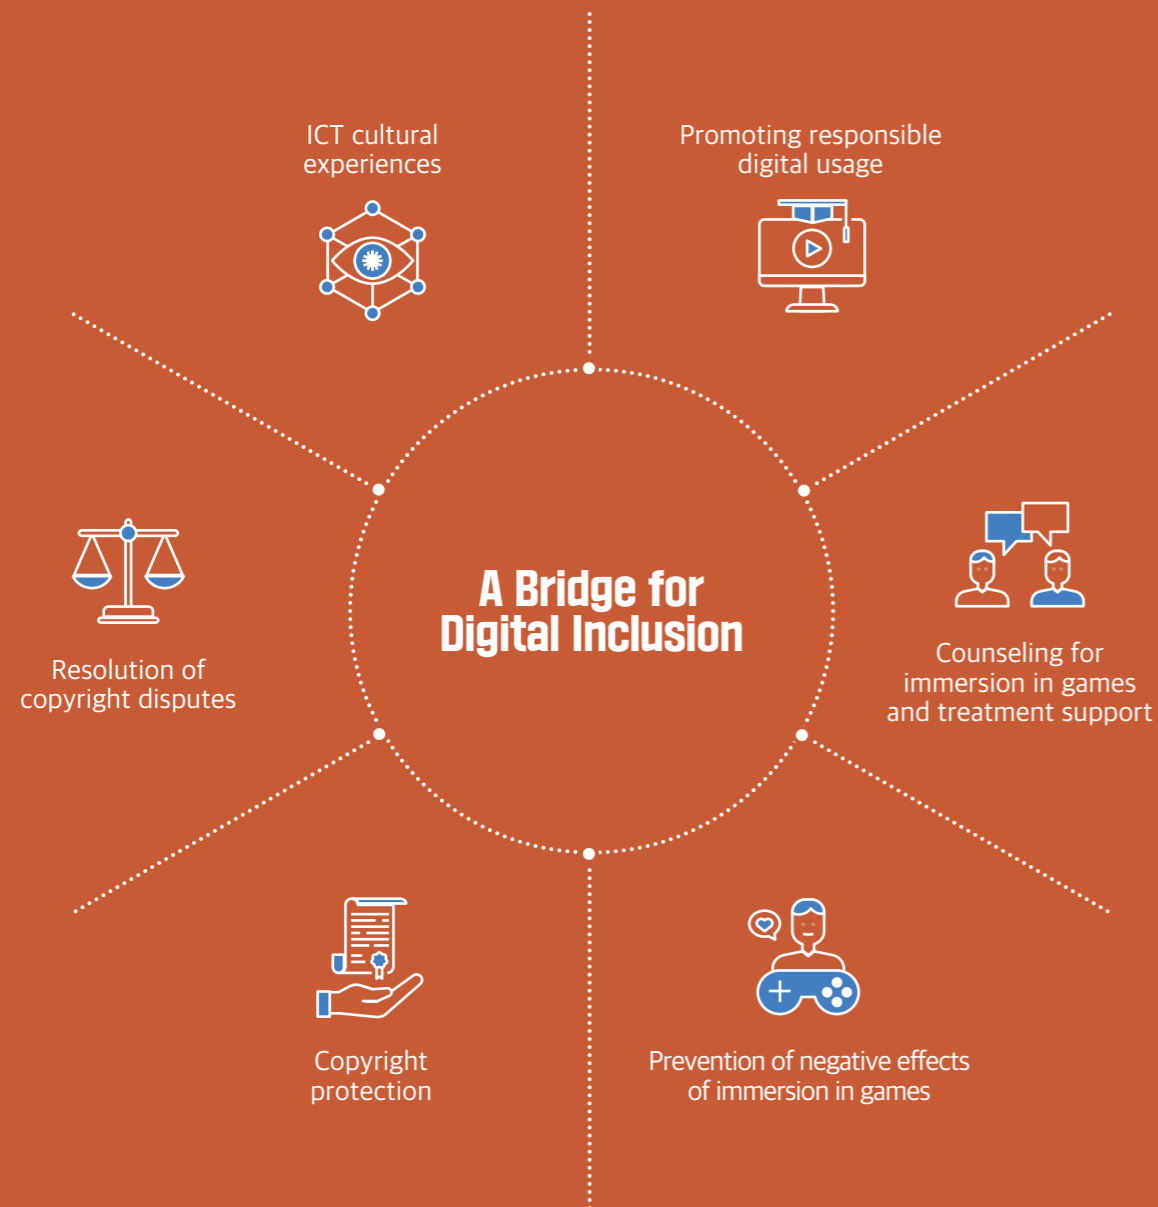 ICT cultural
experiences
Promoting responsible
digital usage
A Bridge for
Digital Inclusion
Resolution of
copyright disputes
Counseling for
immersion in games
and treatment support
Copyright
protection
Prevention of negative effects
of immersion in games